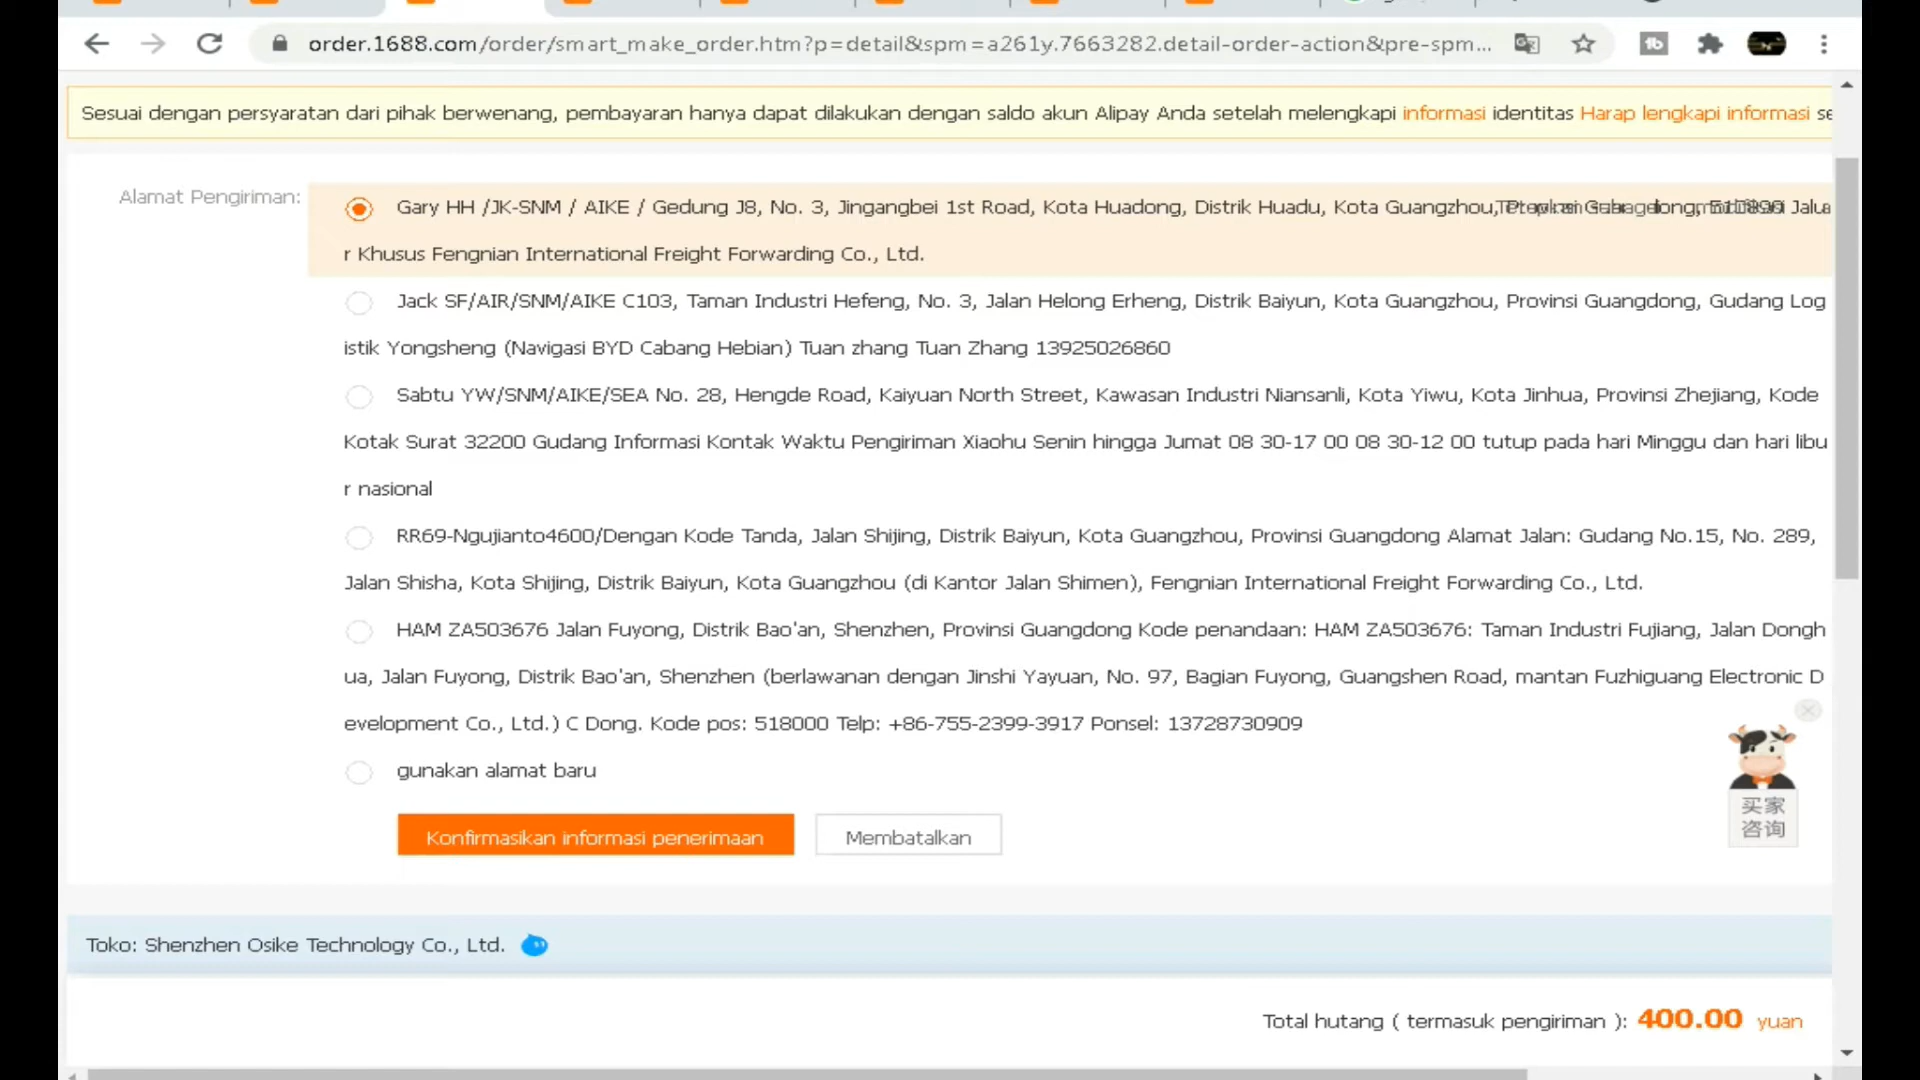 order.1688.com/order/smart_make_order.htm?p=detail&spm=a261y.7663282.detail-order-action&pre-spm...
Sesuai dengan persyaratan dari pihak berwenang, pembayaran hanya dapat dilakukan dengan saldo akun Alipay Anda setelah melengkapi informasi identitas Harap lengkapi informasi se
Alamat Pengiriman:
Gary HH /JK-SNM / AIKE / Gedung J8, No. 3, Jingangbei 1st Road, Kota Huadong, Distrik Huadu, Kota Guangzhou, Provinsi Guangdong, 510890 Jalu
r Khusus Fengnian International Freight Forwarding Co., Ltd.
Jack SF/AIR/SNM/AIKE C103, Taman Industri Hefeng, No. 3, Jalan Helong Erheng, Distrik Baiyun, Kota Guangzhou, Provinsi Guangdong, Gudang Log
istik Yongsheng (Navigasi BYD Cabang Hebian) Tuan zhang Tuan Zhang 13925026860
Sabtu YW/SNM/AIKE/SEA No. 28, Hengde Road, Kaiyuan North Street, Kawasan Industri Niansanli, Kota Yiwu, Kota Jinhua, Provinsi Zhejiang, Kode
Kotak Surat 32200 Gudang Informasi Kontak Waktu Pengiriman Xiaohu Senin hingga Jumat 08 30-17 00 08 30-12 00 tutup pada hari Minggu dan hari libu
r nasional
RR69-Ngujianto4600/Dengan Kode Tanda, Jalan Shijing, Distrik Baiyun, Kota Guangzhou, Provinsi Guangdong Alamat Jalan: Gudang No.15, No. 289,
Jalan Shisha, Kota Shijing, Distrik Baiyun, Kota Guangzhou (di Kantor Jalan Shimen), Fengnian International Freight Forwarding Co., Ltd.
HAM ZA503676 Jalan Fuyong, Distrik Bao'an, Shenzhen, Provinsi Guangdong Kode penandaan: HAM ZA503676: Taman Industri Fujiang, Jalan Dongh
ua, Jalan Fuyong, Distrik Bao'an, Shenzhen (berlawanan dengan Jinshi Yayuan, No. 97, Bagian Fuyong, Guangshen Road, mantan Fuzhiguang Electronic D
evelopment Co., Ltd.) C Dong. Kode pos: 518000 Telp: +86-755-2399-3917 Ponsel: 13728730909
gunakan alamat baru
Konfirmasikan informasi penerimaan
Membatalkan
买家
咨询
Toko: Shenzhen Osike Technology Co., Ltd.
Total hutang ( termasuk pengiriman ): 400.00 yuan